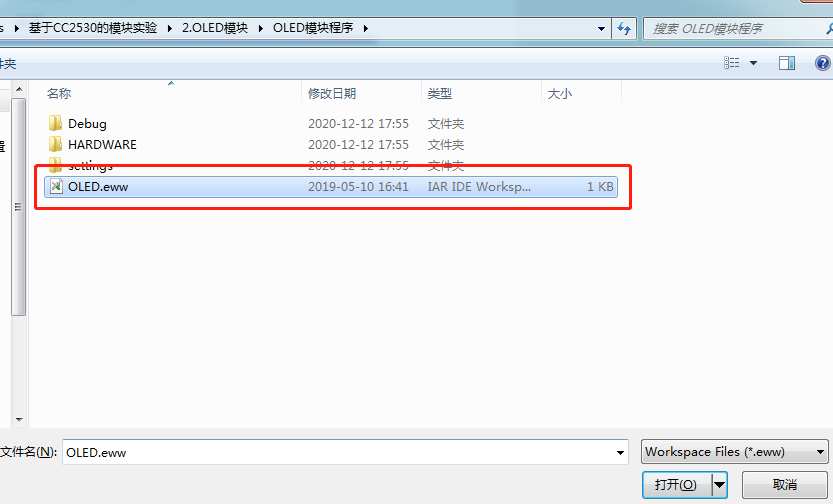 s ▸ 基于CC2530的模块实验 ▸ 2.OLED模块 ▸ OLED模块程序 ▸ 搜索 OLED模块程序
件夹
名称 修改日期 类型 大小
Debug 2020-12-12 17:55 文件夹
HARDWARE 2020-12-12 17:55 文件夹
settings 2020-12-12 17:55 文件夹
OLED.eww 2019-05-10 16:41 IAR IDE Worksp... 1 KB
文件名(N): OLED.eww Workspace Files (*.eww)
打开(O) 取消